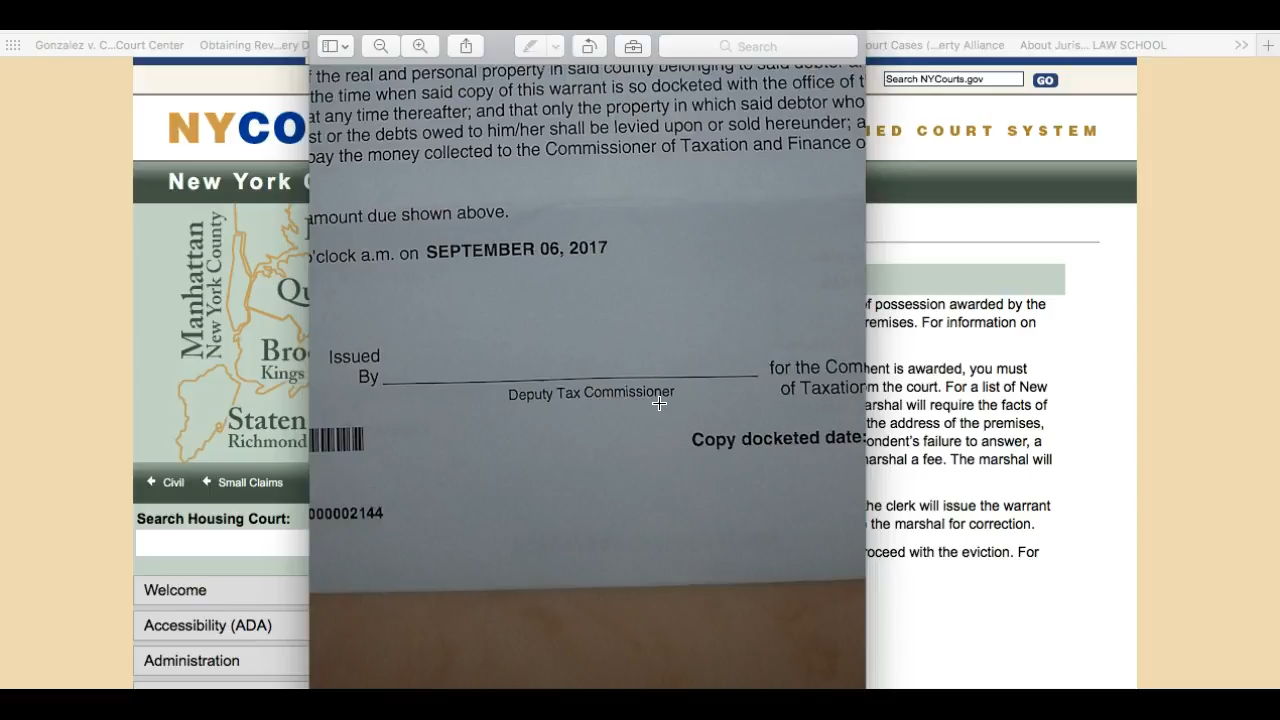 Gonzalez v. C...Court Center
Obtaining Rev...ery D
Search
ourt Cases (...erty Alliance
About Juris... LAW SCHOOL
Search NYCourts.gov
GO
NYCO
IED COURT SYSTEM
New York C
Manhattan
New York County
Qu
Bro
Kings
Staten
Richmond
Civil
Small Claims
Search Housing Court:
Welcome
Accessibility (ADA)
Administration
f the real and personal property in said county belonging to said debtor
the time when said copy of this warrant is so docketed with the office of t
at any time thereafter; and that only the property in which said debtor who
st or the debts owed to him/her shall be levied upon or sold hereunder; a
pay the money collected to the Commissioner of Taxation and Finance o
amount due shown above.
o'clock a.m. on SEPTEMBER 06, 2017
Issued
By
for the Com
Deputy Tax Commissioner
of Taxation
Copy docketed date:
000002144
of possession awarded by the
remises. For information on
ent is awarded, you must
m the court. For a list of New
arshal will require the facts of
the address of the premises,
ondent's failure to answer, a
arshal a fee. The marshal will
he clerk will issue the warrant
the marshal for correction.
roceed with the eviction. For